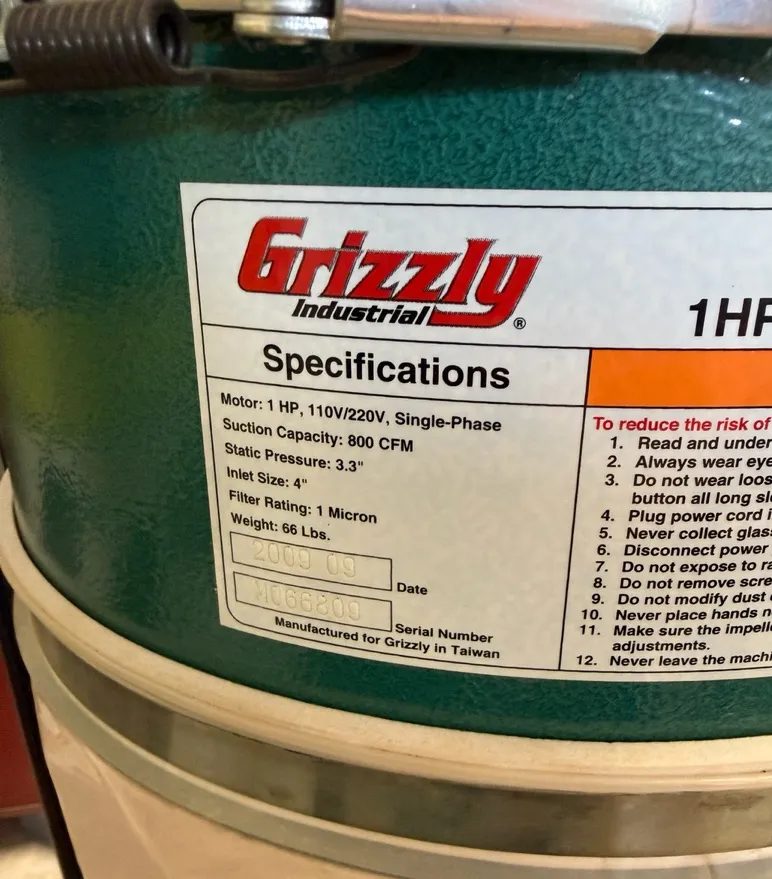 Grizzly
Industrial®
1HP
Specifications
Motor: 1 HP, 110V/220V, Single-Phase
Suction Capacity: 800 CFM
Static Pressure: 3.3"
Inlet Size: 4"
Filter Rating: 1 Micron
Weight: 66 Lbs.
2009 09
Date
M066809
Serial Number
Manufactured for Grizzly in Taiwan
To reduce the risk of
1. Read and under
2. Always wear eye
3. Do not wear loos
button all long sl
4. Plug power cord i
5. Never collect glas
6. Disconnect power
7. Do not expose to ra
8. Do not remove scre
9. Do not modify dust
10. Never place hands n
11. Make sure the impell
adjustments.
12. Never leave the machi